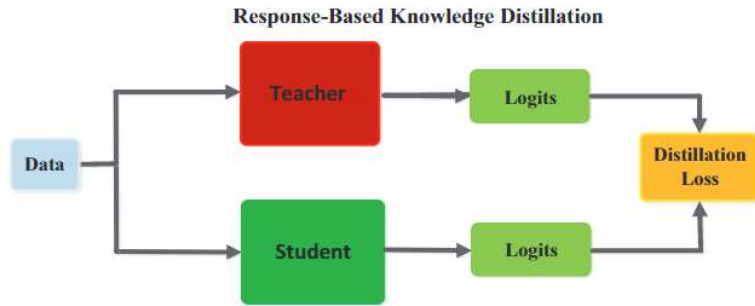 Response-Based Knowledge Distillation
Teacher
Logits
Data
Distillation
Loss
Student
Logits